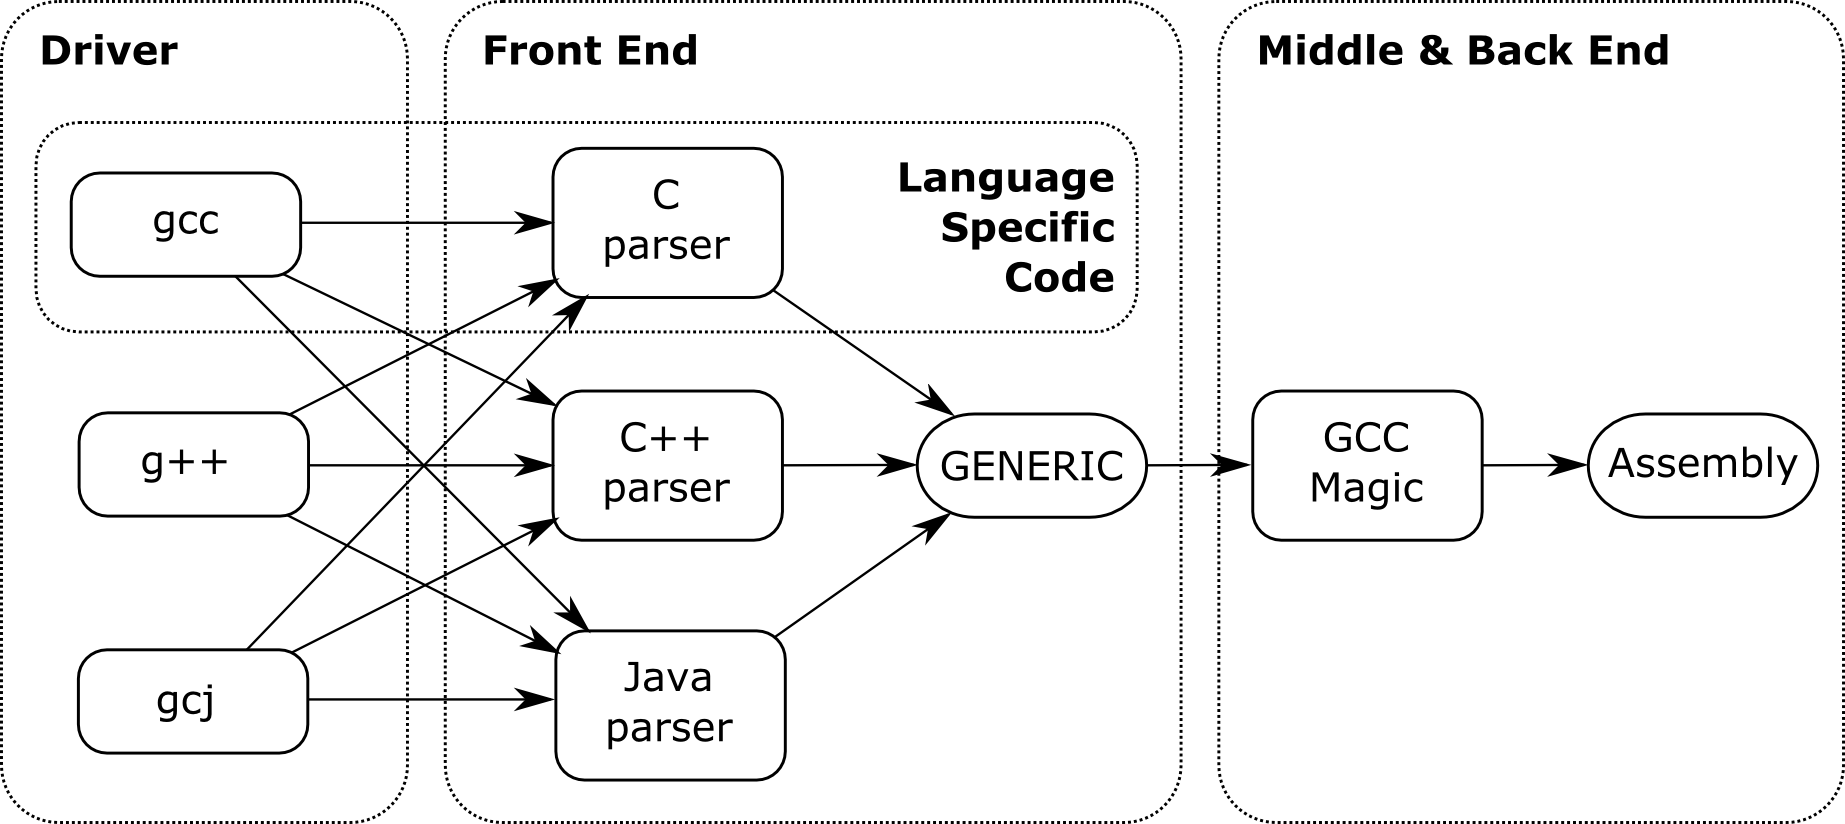 Driver
Front End
Middle & Back End
Language
Specific
Code
gcc
C
parser
g++
C++
parser
GENERIC
GCC
Magic
Assembly
gcj
Java
parser